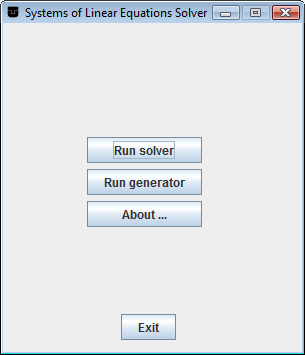 Systems of Linear Equations Solver
Run solver
Run generator
About ...
Exit